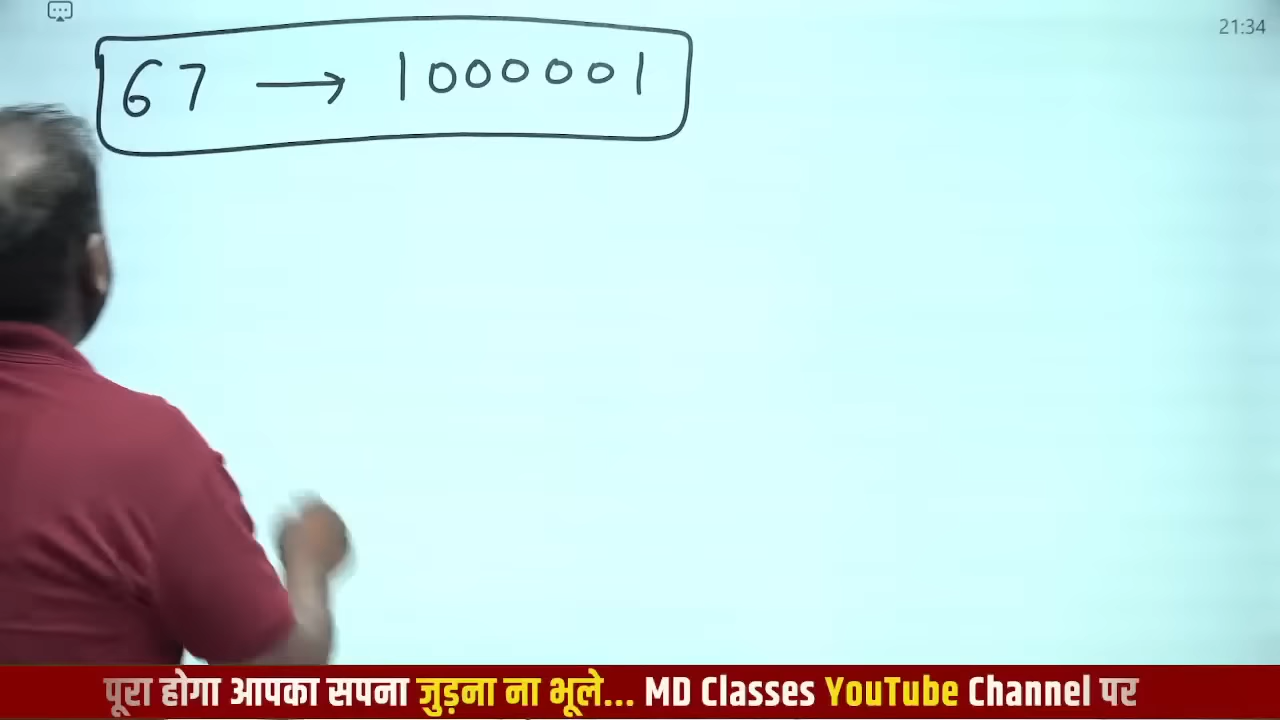 21:34
67 → 1000001
पूरा होगा आपका सपना जुड़ना ना भूले... MD Classes YouTube Channel पर